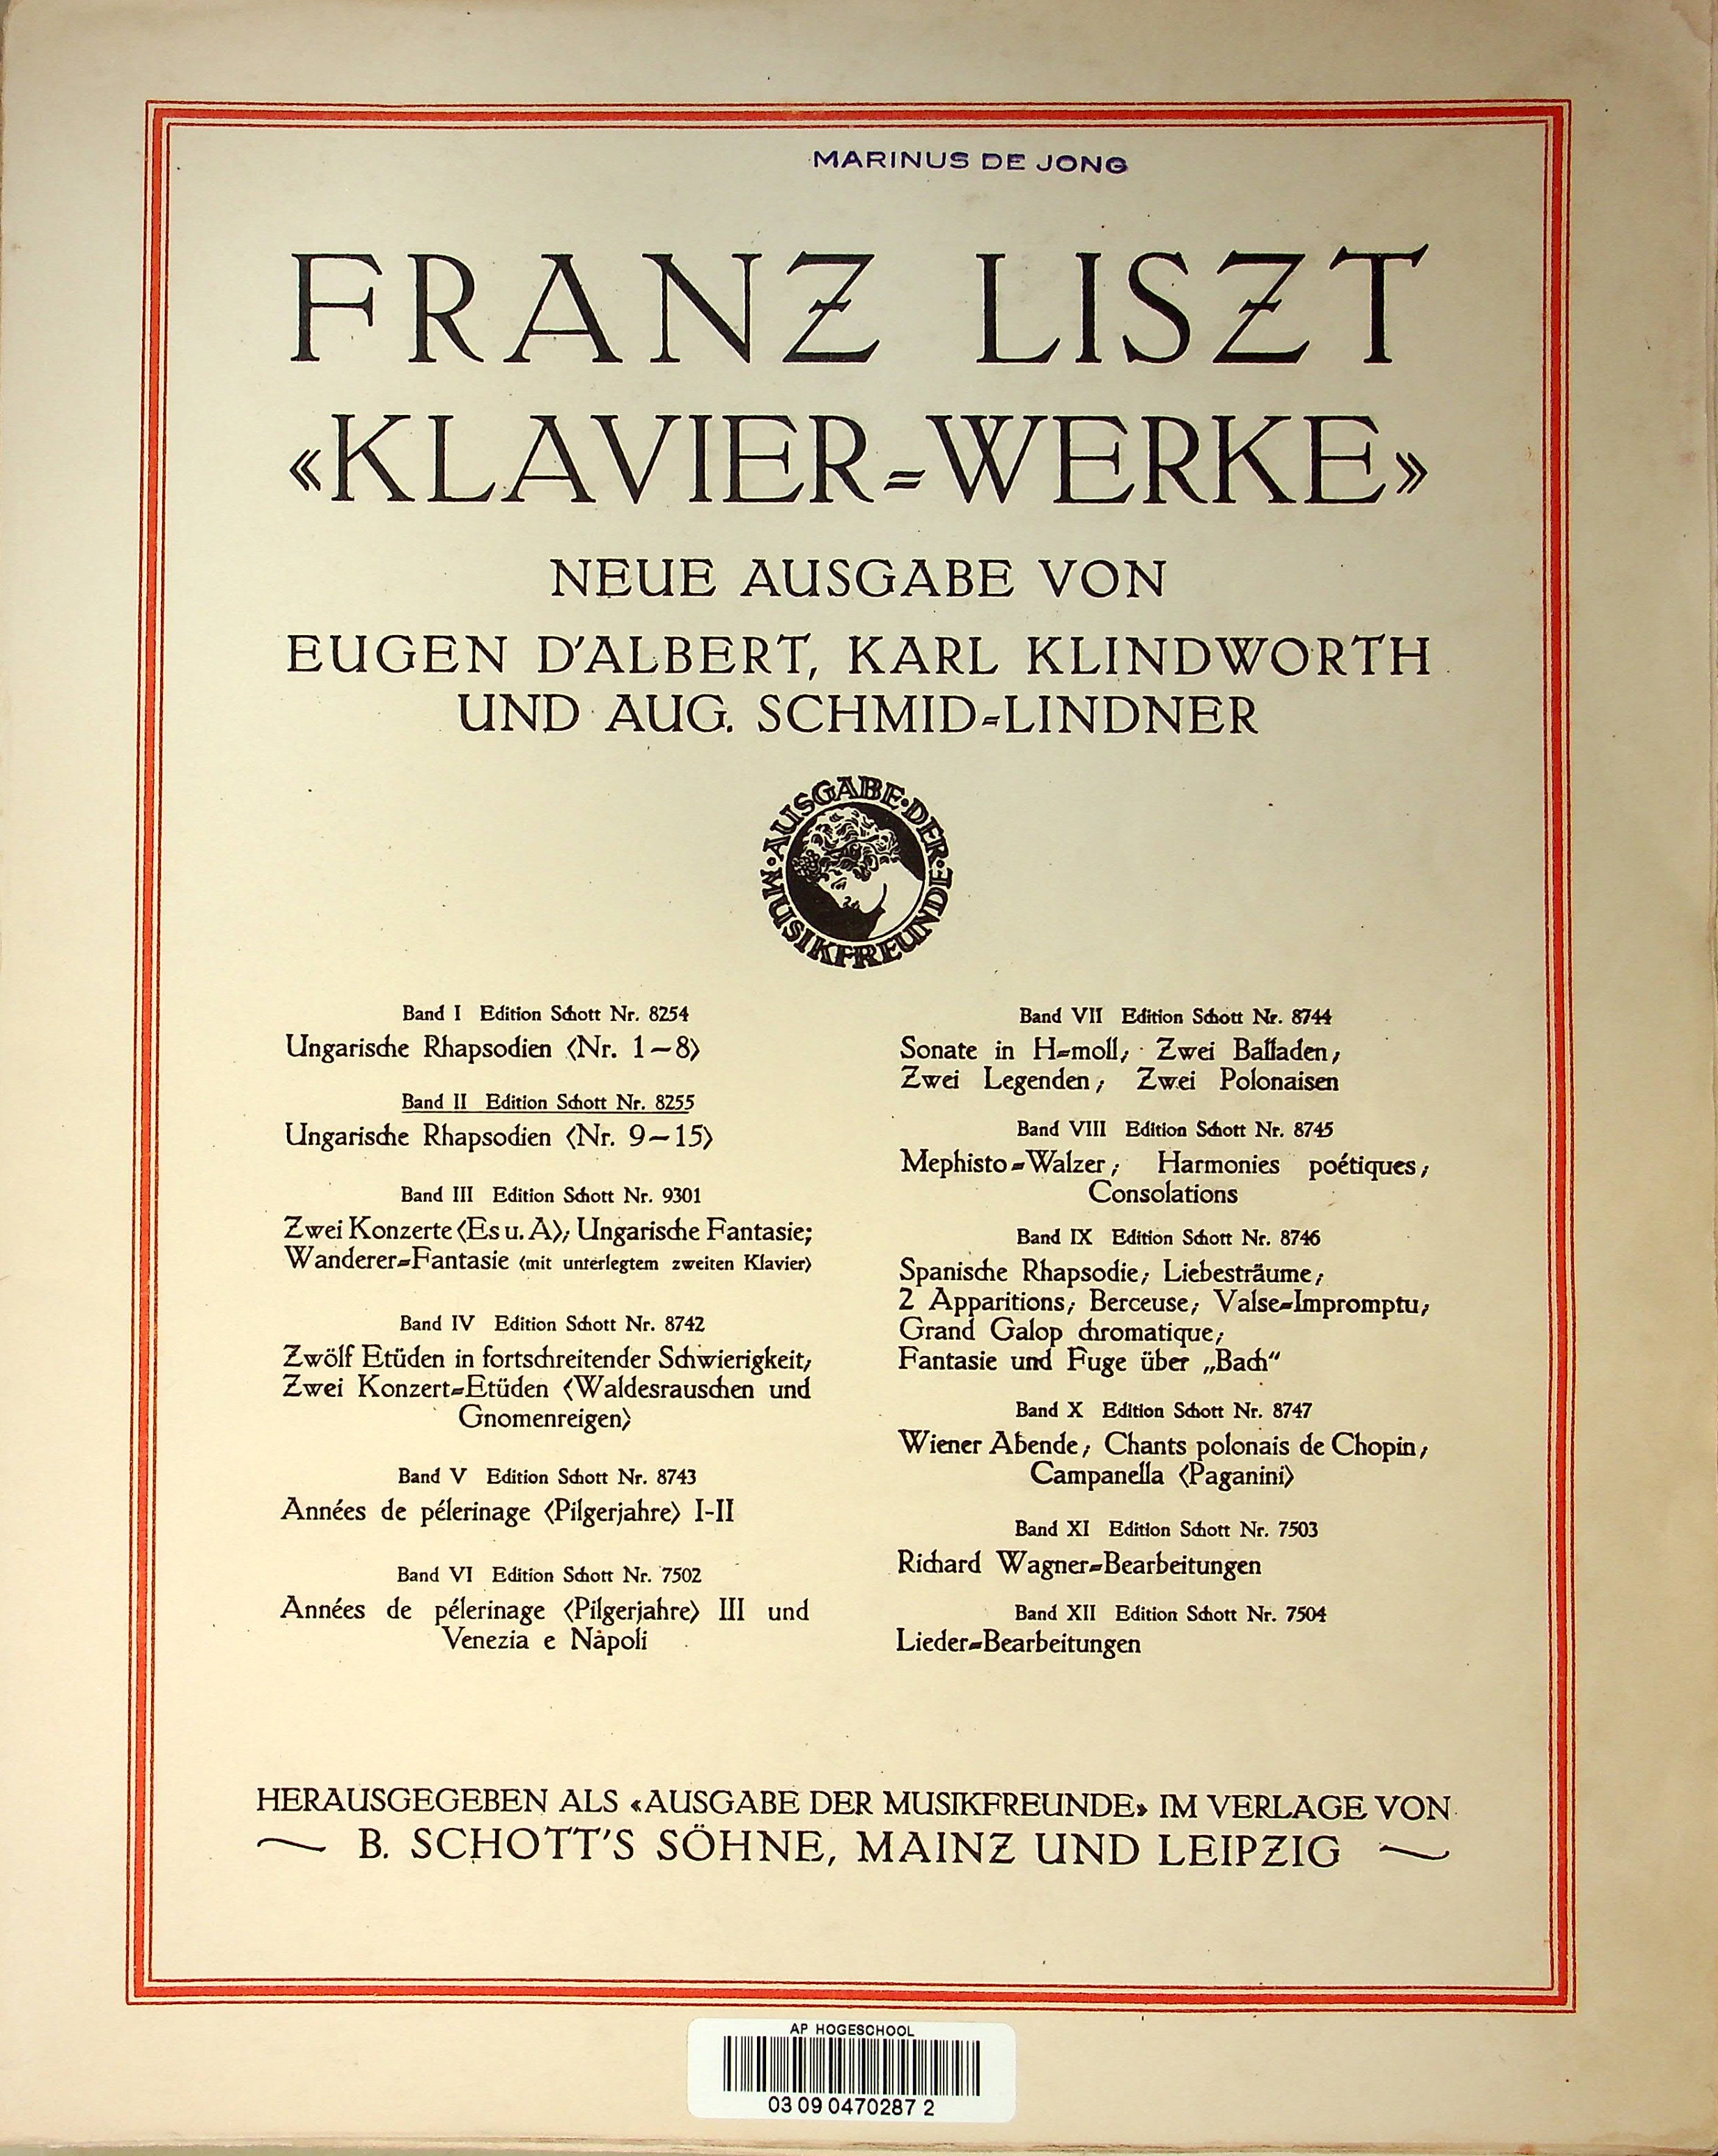 MARINUS DE JONG
FRANZ LISZT
«KLAVIER=WERKE»
NEUE AUSGABE VON
EUGEN D'ALBERT, KARL KLINDWORTH
UND AUG. SCHMID=LINDNER
AUSGABE·DER·MUSIKFREUNDE·
Band I Edition Schott Nr. 8254
Ungarische Rhapsodien ‹Nr. 1–8›
Band II Edition Schott Nr. 8255
Ungarische Rhapsodien ‹Nr. 9–15›
Band III Edition Schott Nr. 9301
Zwei Konzerte ‹Es u. A›; Ungarische Fantasie;
Wanderer=Fantasie ‹mit unterlegtem zweiten Klavier›
Band IV Edition Schott Nr. 8742
Zwölf Etüden in fortschreitender Schwierigkeit;
Zwei Konzert=Etüden ‹Waldesrauschen und
Gnomenreigen›
Band V Edition Schott Nr. 8743
Années de pélerinage ‹Pilgerjahre› I-II
Band VI Edition Schott Nr. 7502
Années de pélerinage ‹Pilgerjahre› III und
Venezia e Napoli
Band VII Edition Schott Nr. 8744
Sonate in H=moll; Zwei Balladen;
Zwei Legenden; Zwei Polonaisen
Band VIII Edition Schott Nr. 8745
Mephisto=Walzer; Harmonies poétiques;
Consolations
Band IX Edition Schott Nr. 8746
Spanische Rhapsodie; Liebesträume;
2 Apparitions; Berceuse; Valse=Impromptu;
Grand Galop chromatique;
Fantasie und Fuge über „Bach“
Band X Edition Schott Nr. 8747
Wiener Abende; Chants polonais de Chopin;
Campanella ‹Paganini›
Band XI Edition Schott Nr. 7503
Richard Wagner=Bearbeitungen
Band XII Edition Schott Nr. 7504
Lieder=Bearbeitungen
HERAUSGEGEBEN ALS «AUSGABE DER MUSIKFREUNDE» IM VERLAGE VON
B. SCHOTT'S SÖHNE, MAINZ UND LEIPZIG
AP HOGESCHOOL
03 09 0470287 2